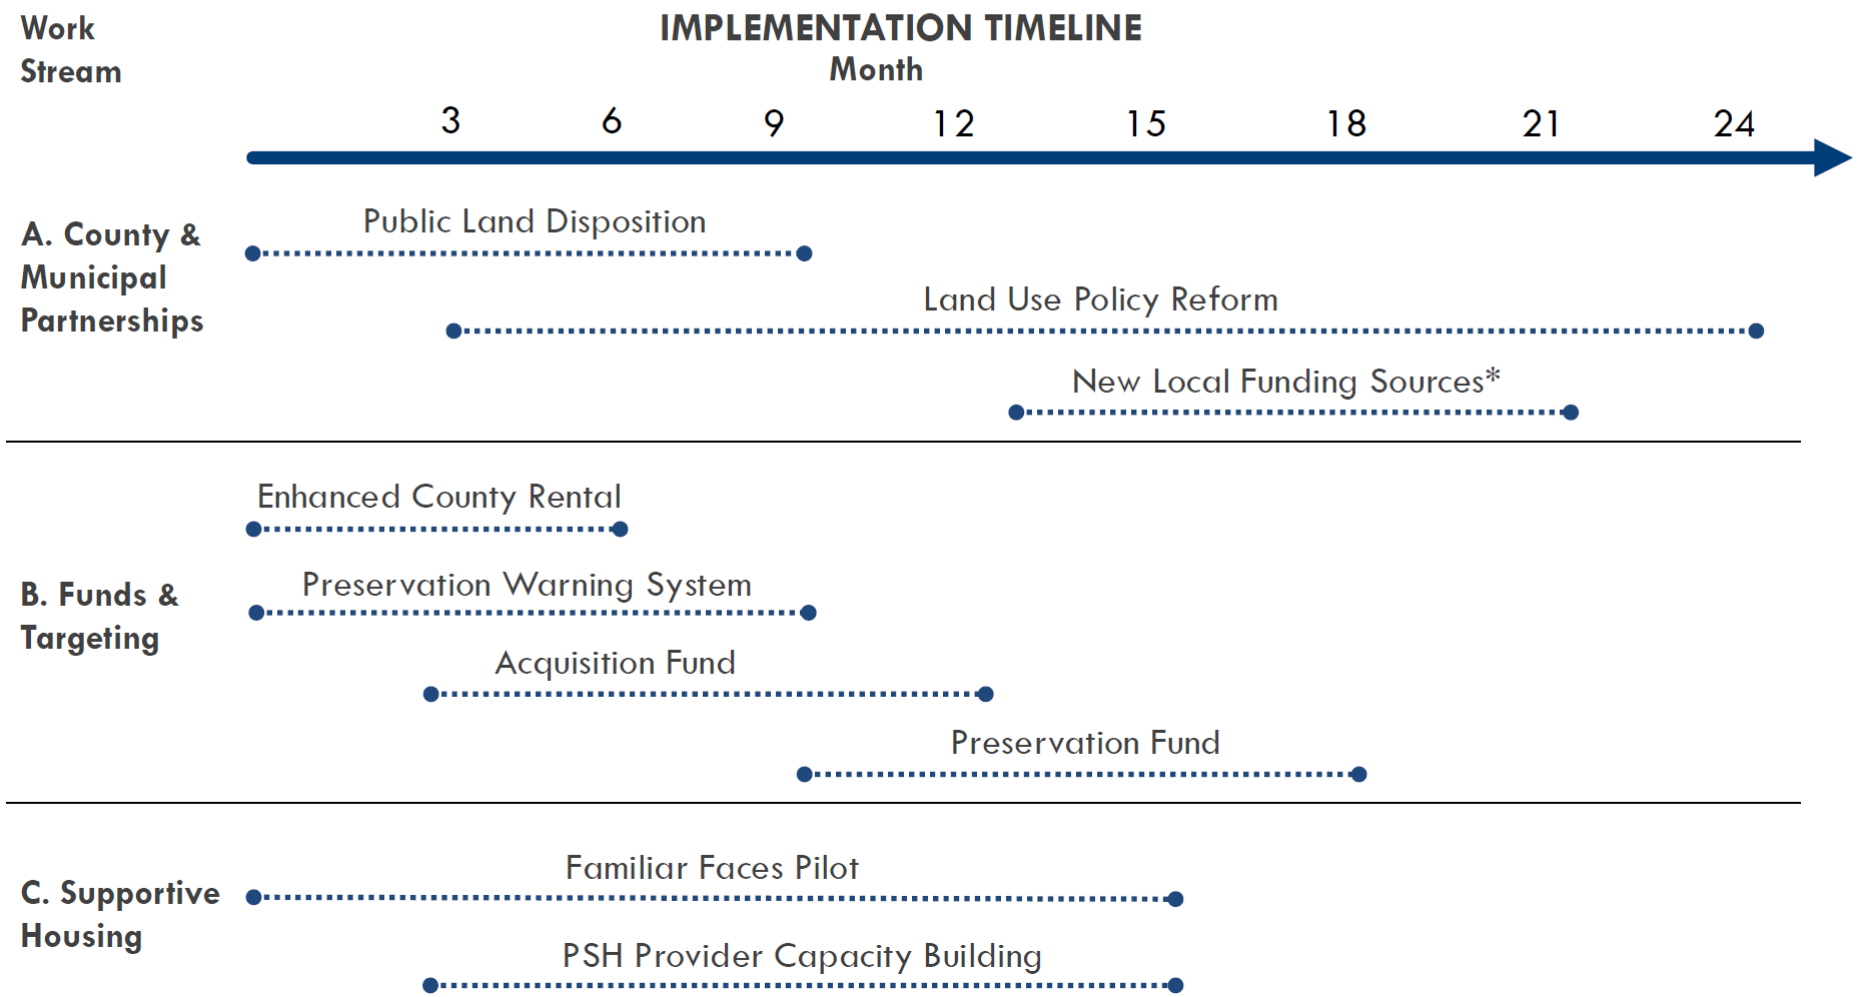 Work
Stream
IMPLEMENTATION TIMELINE
Month
3 6 9 12 15 18 21 24
A. County &
Municipal
Partnerships
Public Land Disposition
Land Use Policy Reform
New Local Funding Sources*
B. Funds &
Targeting
Enhanced County Rental
Preservation Warning System
Acquisition Fund
Preservation Fund
C. Supportive
Housing
Familiar Faces Pilot
PSH Provider Capacity Building